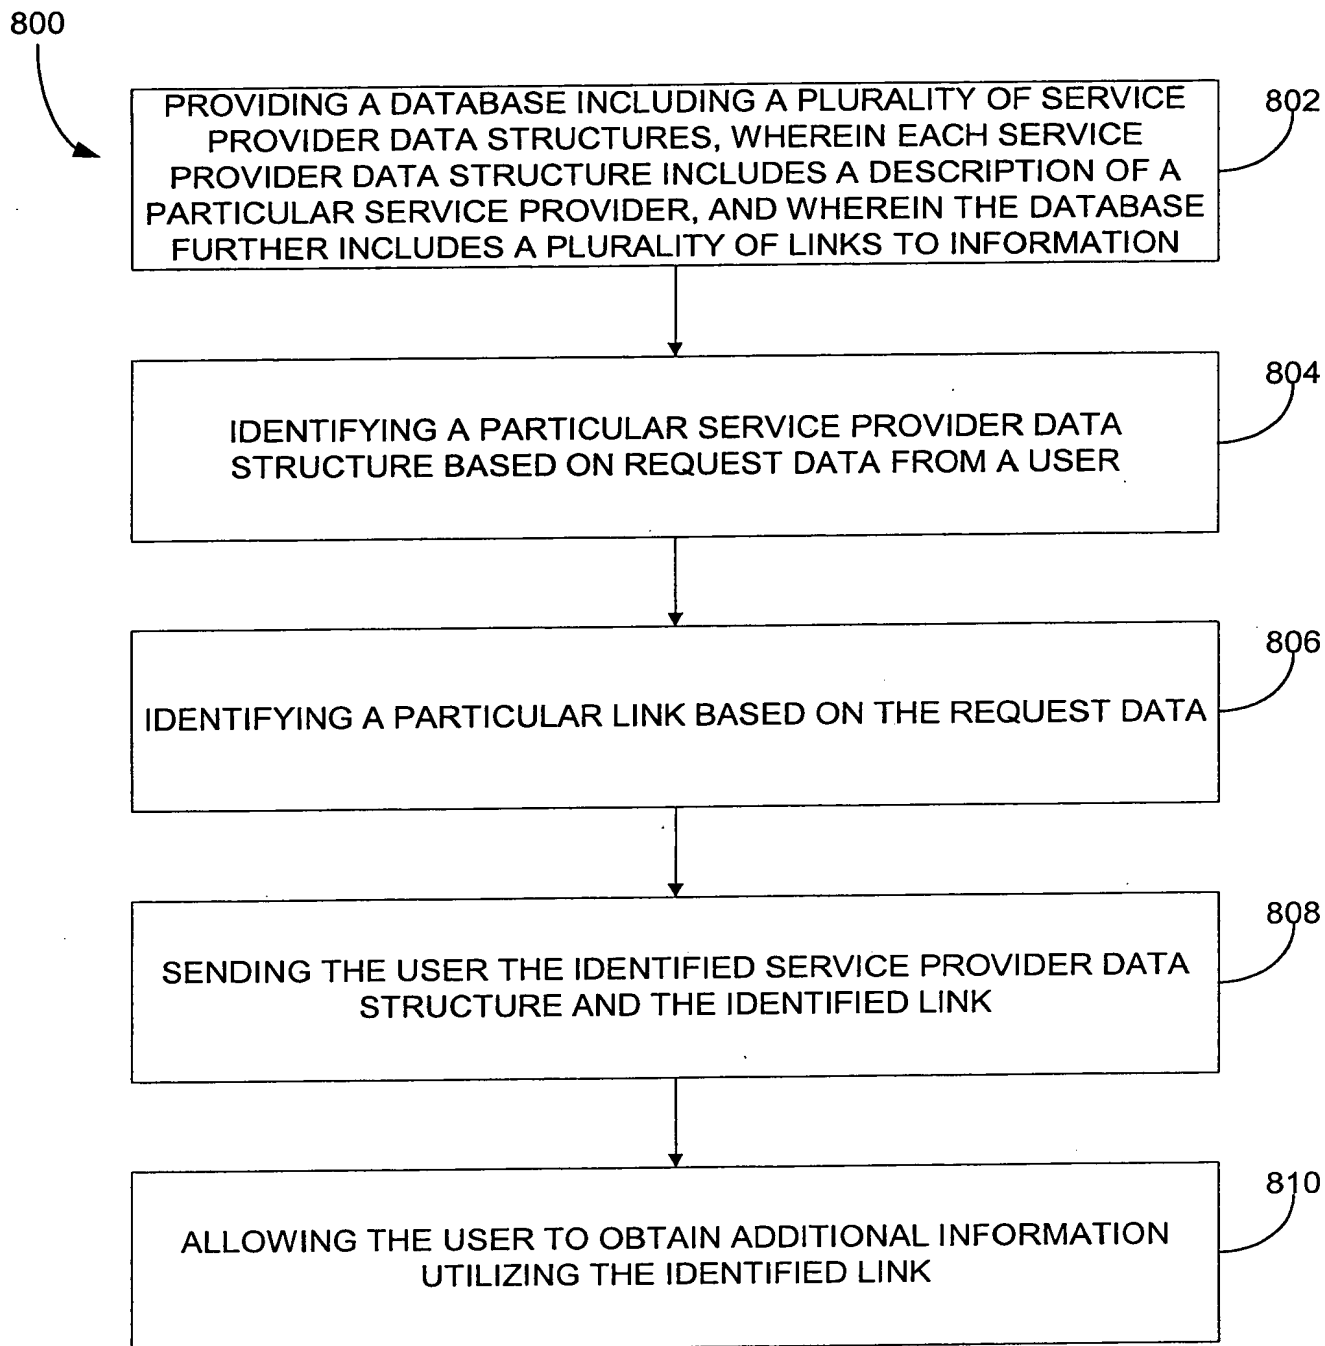 800
PROVIDING A DATABASE INCLUDING A PLURALITY OF SERVICE
PROVIDER DATA STRUCTURES, WHEREIN EACH SERVICE
PROVIDER DATA STRUCTURE INCLUDES A DESCRIPTION OF A
PARTICULAR SERVICE PROVIDER, AND WHEREIN THE DATABASE
FURTHER INCLUDES A PLURALITY OF LINKS TO INFORMATION
802
IDENTIFYING A PARTICULAR SERVICE PROVIDER DATA
STRUCTURE BASED ON REQUEST DATA FROM A USER
804
IDENTIFYING A PARTICULAR LINK BASED ON THE REQUEST DATA
806
SENDING THE USER THE IDENTIFIED SERVICE PROVIDER DATA
STRUCTURE AND THE IDENTIFIED LINK
808
ALLOWING THE USER TO OBTAIN ADDITIONAL INFORMATION
UTILIZING THE IDENTIFIED LINK
810